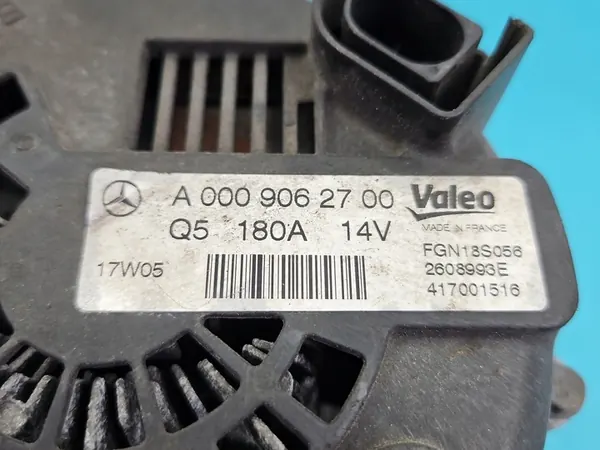 A 000 906 27 00 Valeo
MADE IN FRANCE
Q5 180A 14V
FGN18S056
17W05
2608993E
417001516